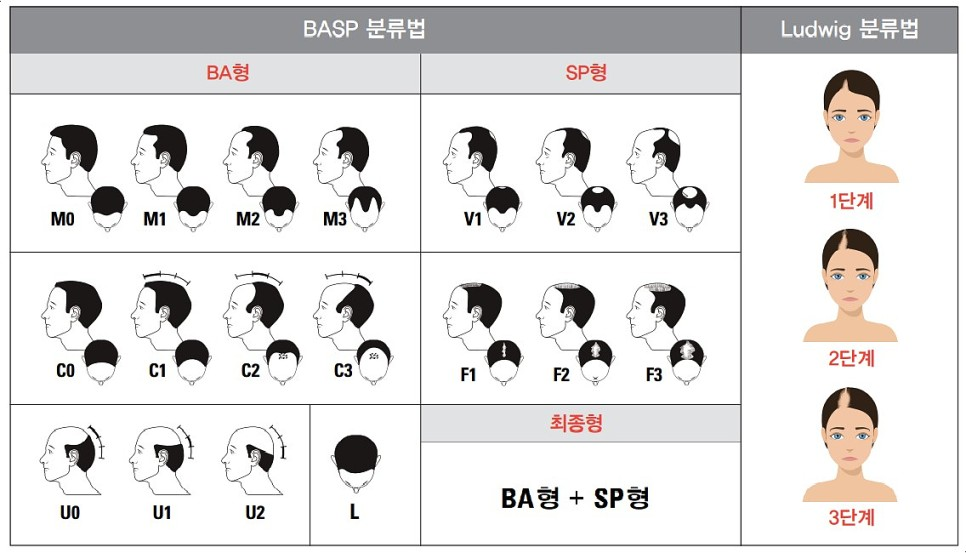 BASP 분류법
Ludwig 분류법
BA형
SP형
M0 M1 M2 M3
V1 V2 V3
1단계
C0 C1 C2 C3
F1 F2 F3
2단계
최종형
U0 U1 U2
L
BA형 + SP형
3단계